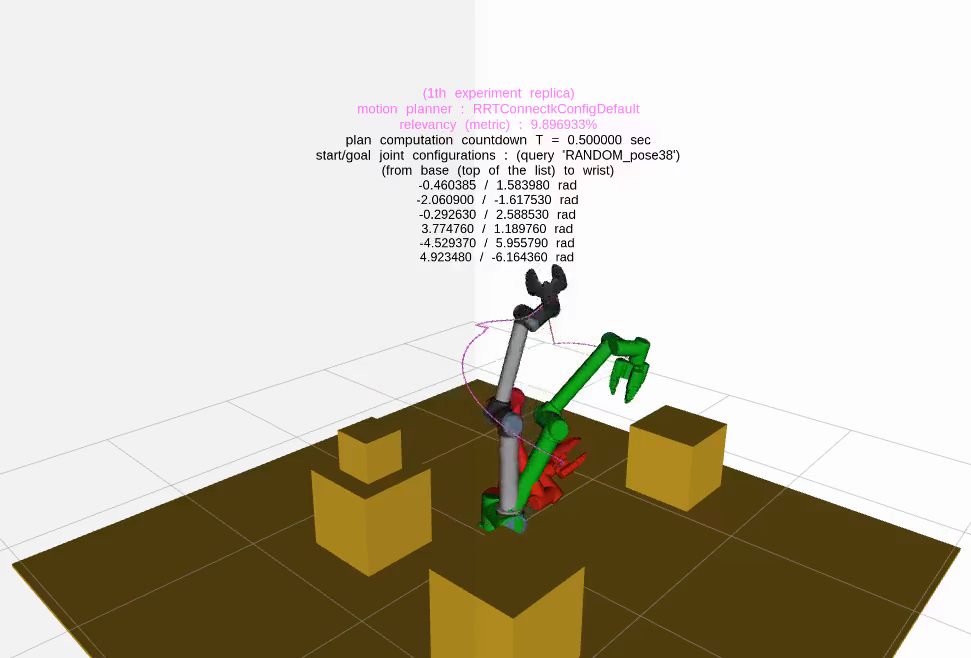 (1th experiment replica)
motion planner : RRTConnectkConfigDefault
relevancy (metric) : 9.896933%
plan computation countdown T = 0.500000 sec
start/goal joint configurations : (query 'RANDOM_pose38')
(from base (top of the list) to wrist)
-0.460385 / 1.583980 rad
-2.060900 / -1.617530 rad
-0.292630 / 2.588530 rad
3.774760 / 1.189760 rad
-4.529370 / 5.955790 rad
4.923480 / -6.164360 rad